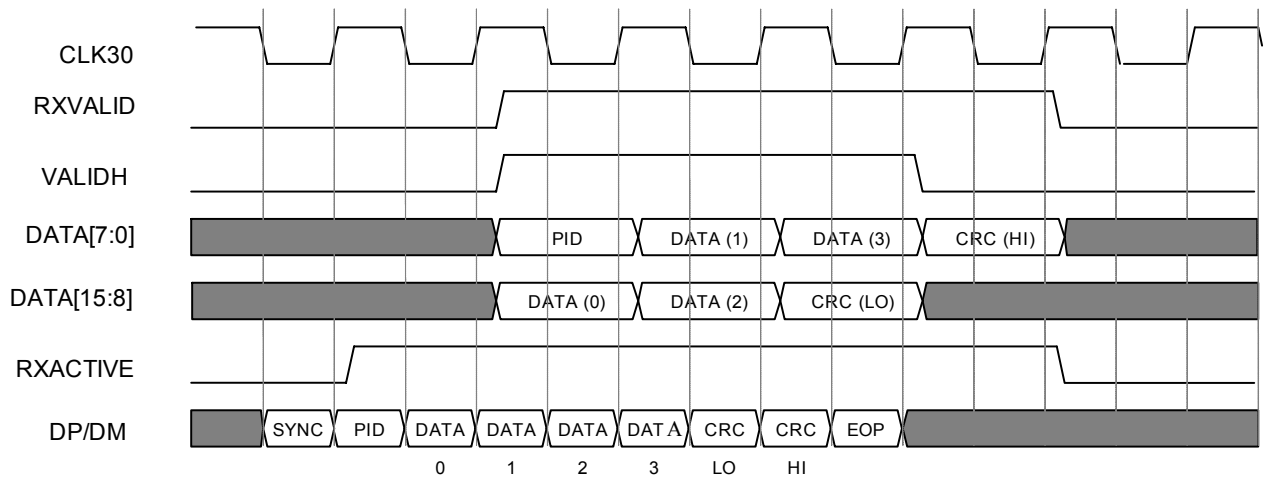 CLK30
RXVALID
VALIDH
DATA[7:0] PID DATA (1) DATA (3) CRC (HI)
DATA[15:8] DATA (0) DATA (2) CRC (LO)
RXACTIVE
DP/DM SYNC PID DATA DATA DATA DATA CRC CRC EOP
0 1 2 3 LO HI